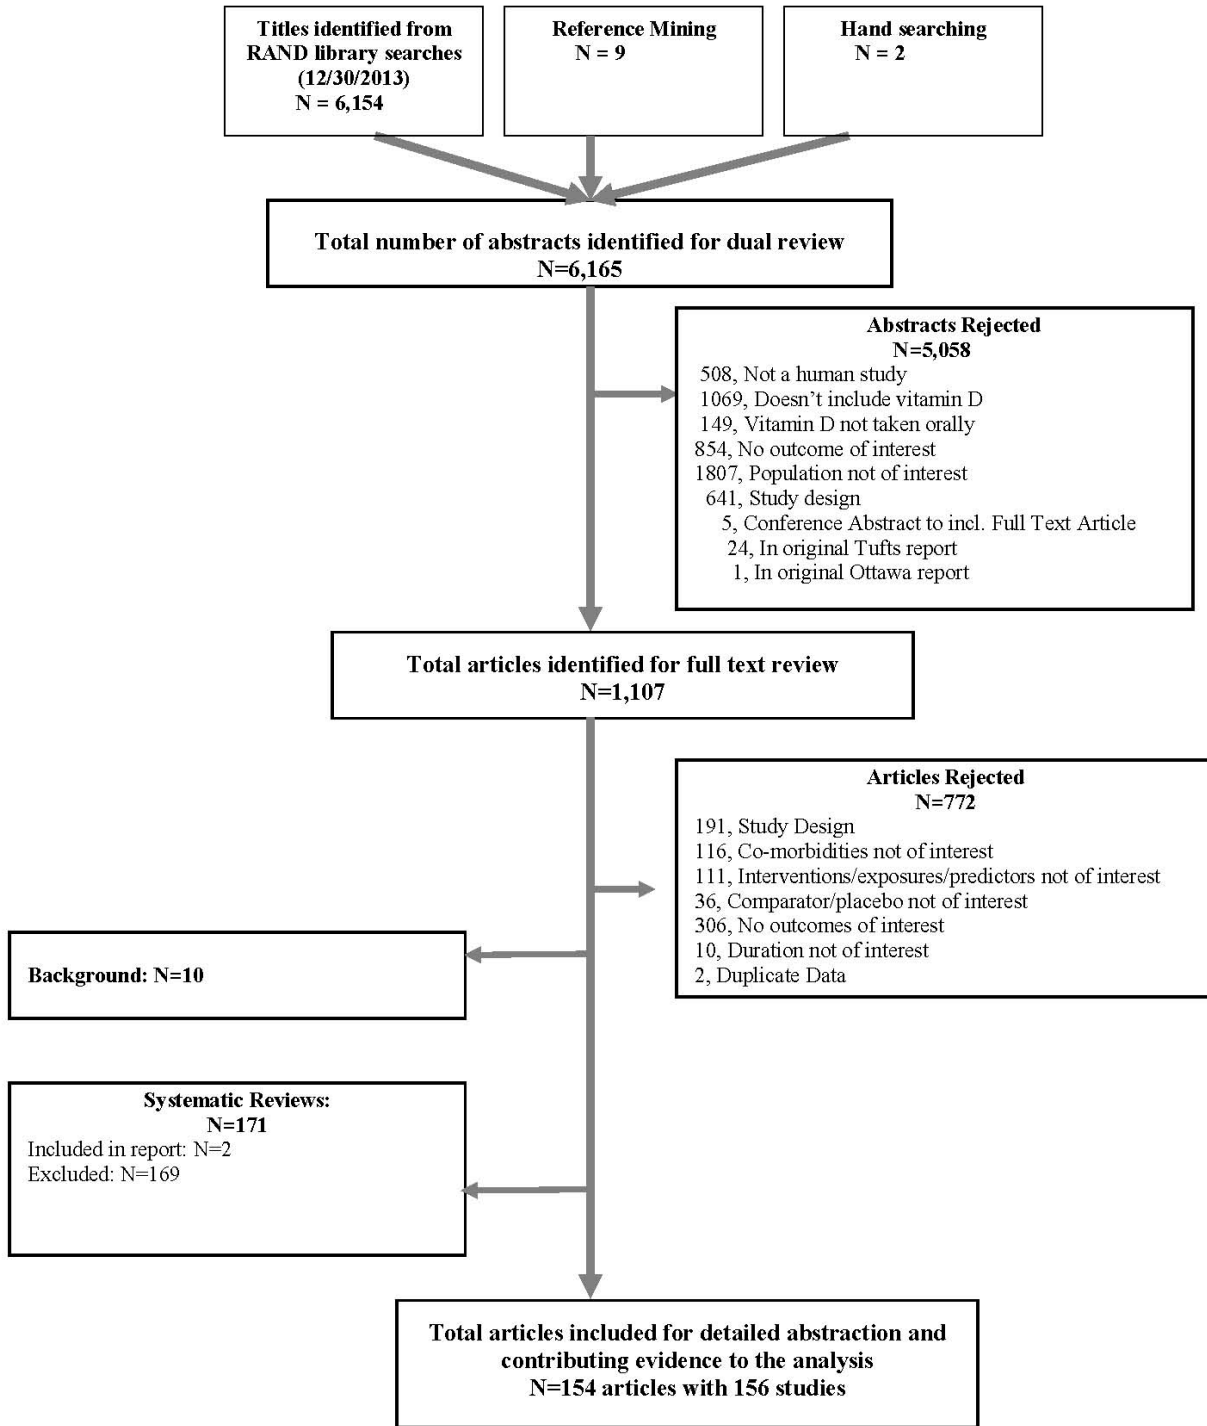 Titles identified from
RAND library searches
(12/30/2013)
N = 6,154
Reference Mining
N = 9
Hand searching
N = 2
Total number of abstracts identified for dual review
N=6,165
Abstracts Rejected
N=5,058
508, Not a human study
1069, Doesn’t include vitamin D
149, Vitamin D not taken orally
854, No outcome of interest
1807, Population not of interest
641, Study design
5, Conference Abstract to incl. Full Text Article
24, In original Tufts report
1, In original Ottawa report
Total articles identified for full text review
N=1,107
Articles Rejected
N=772
191, Study Design
116, Co-morbidities not of interest
111, Interventions/exposures/predictors not of interest
36, Comparator/placebo not of interest
306, No outcomes of interest
10, Duration not of interest
2, Duplicate Data
Background: N=10
Systematic Reviews:
N=171
Included in report: N=2
Excluded: N=169
Total articles included for detailed abstraction and
contributing evidence to the analysis
N=154 articles with 156 studies